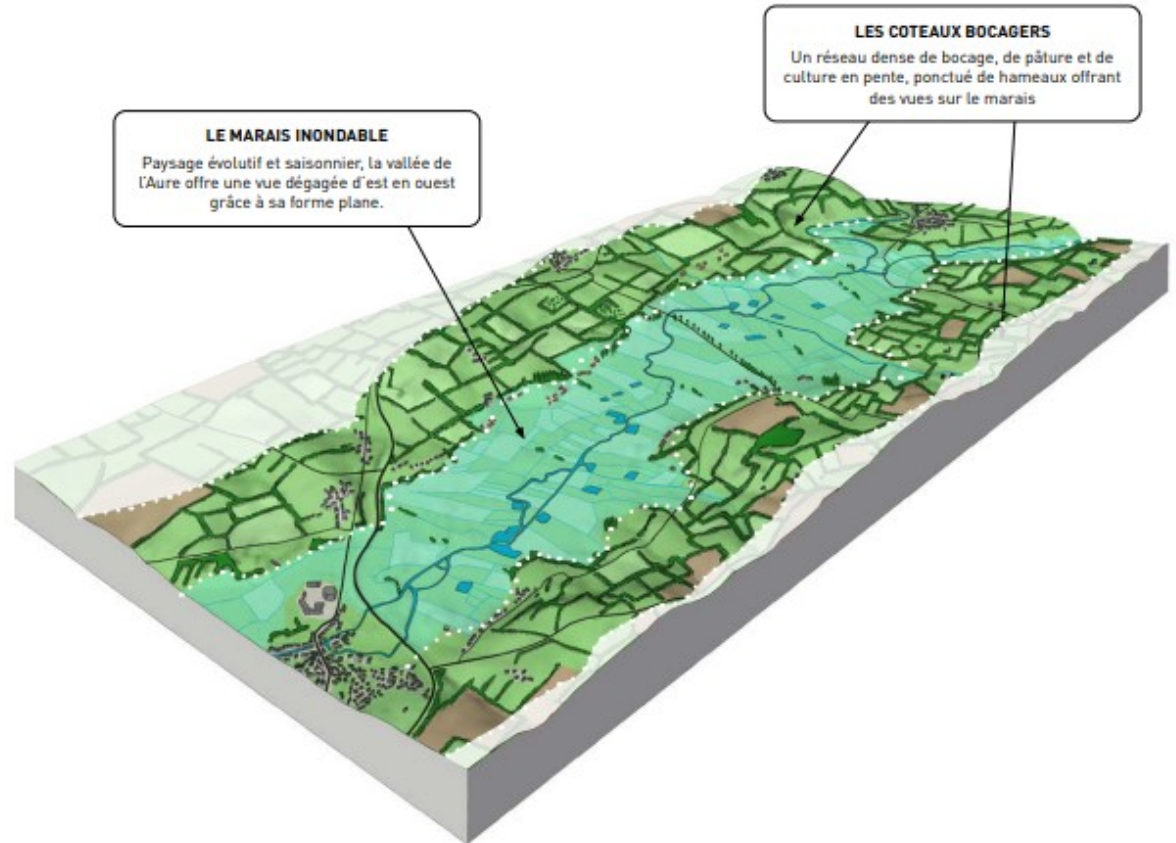 LES COTEAUX BOCAGERS
Un réseau dense de bocage, de pâture et de
culture en pente, ponctué de hameaux offrant
des vues sur le marais
LE MARAIS INONDABLE
Paysage évolutif et saisonnier, la vallée de
l'Aure offre une vue dégagée d'est en ouest
grâce à sa forme plane.